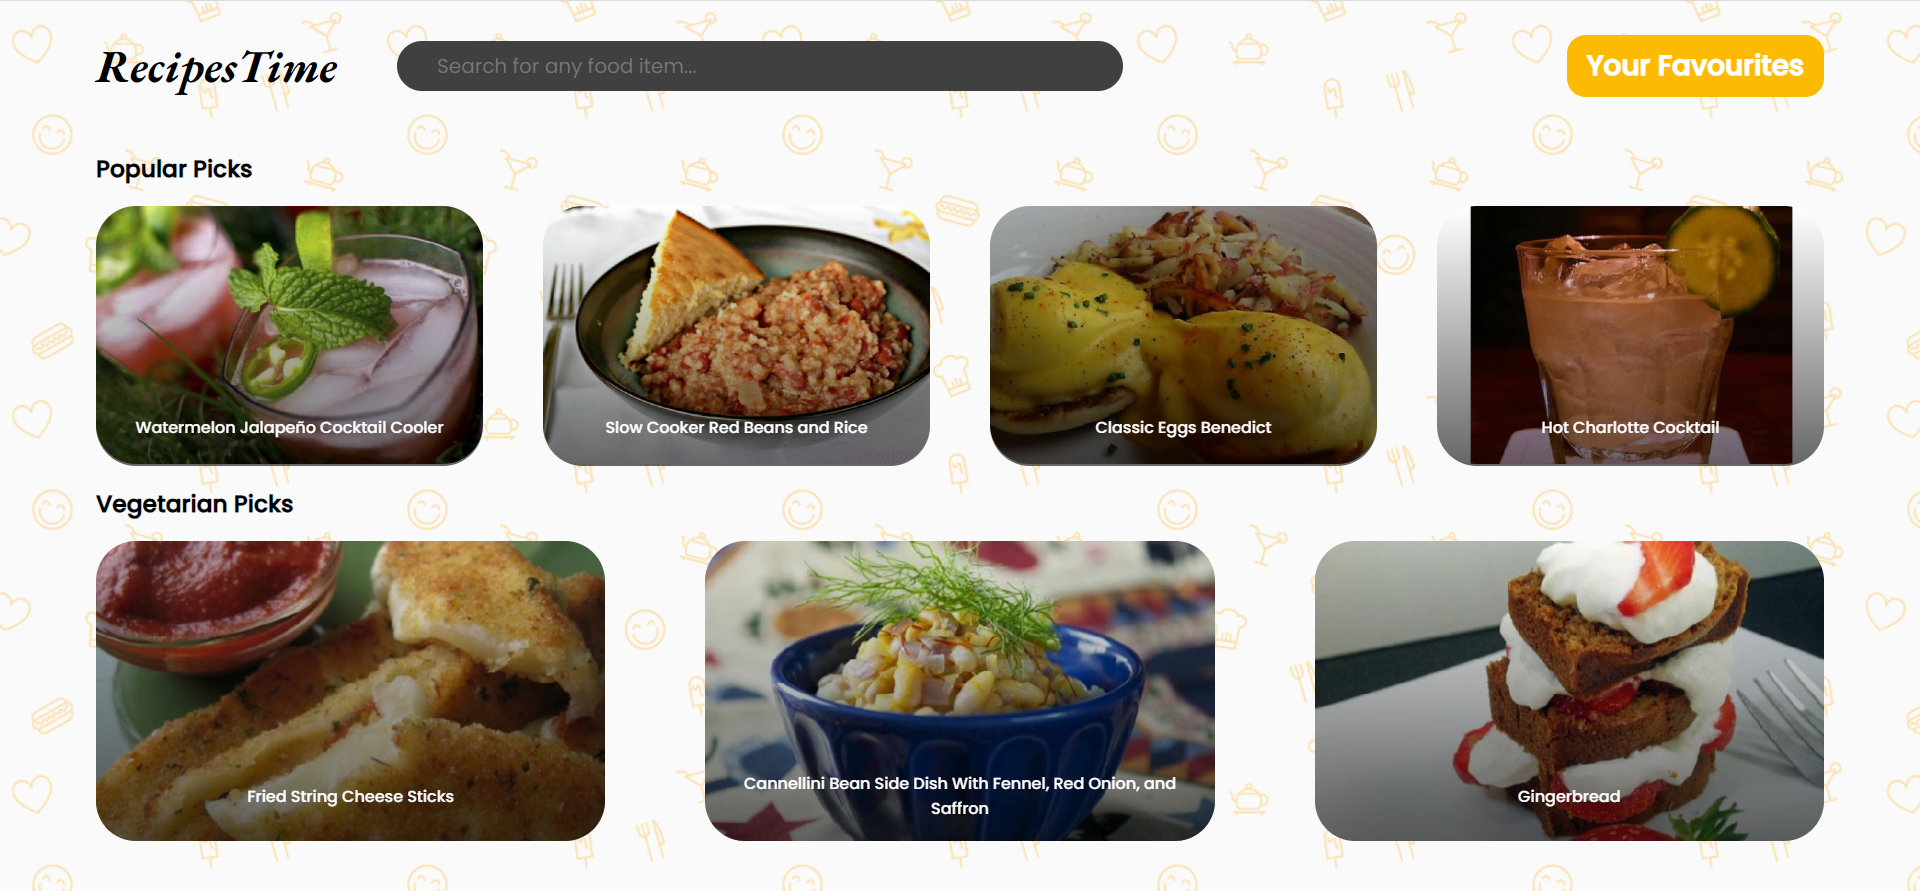 RecipesTime
Search for any food item...
Your Favourites
Popular Picks
Watermelon Jalapeño Cocktail Cooler
Slow Cooker Red Beans and Rice
Classic Eggs Benedict
Hot Charlotte Cocktail
Vegetarian Picks
Fried String Cheese Sticks
Cannellini Bean Side Dish With Fennel, Red Onion, and
Saffron
Gingerbread